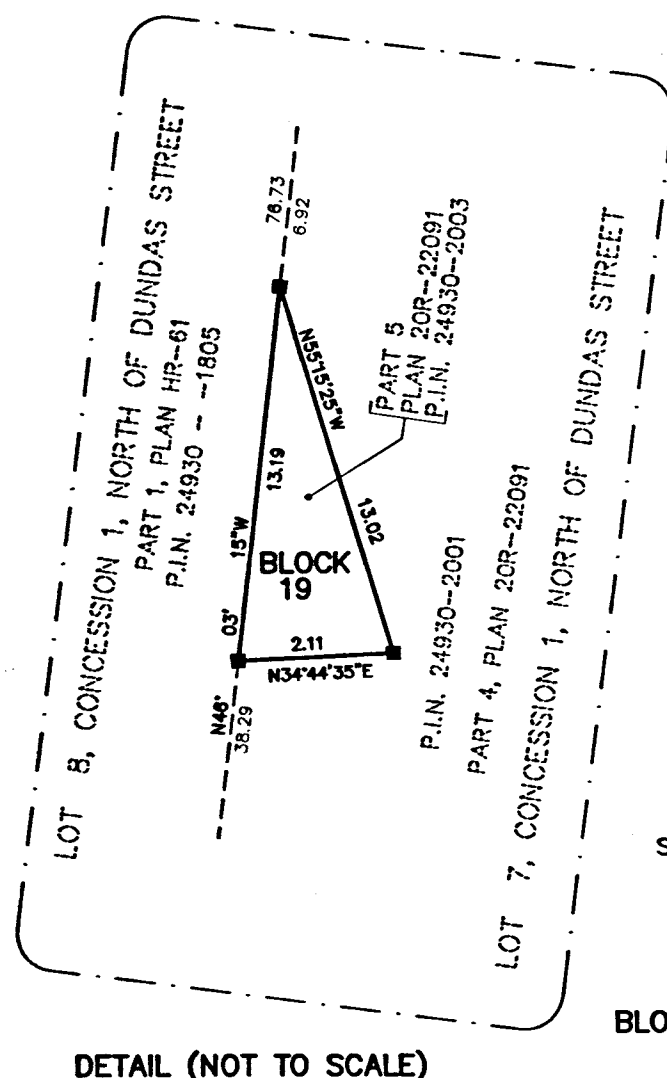 LOT 8, CONCESSION 1, NORTH OF DUNDAS STREET
PART 1, PLAN HR-61
P.I.N. 24930 - -1805
76.73
6.92
N55°15'25"W
13.02
PART 5
PLAN 20R-22091
P.I.N. 24930-2003
N46° 03' 15"W
13.19
38.29
BLOCK
19
2.11
N34°44'35"E
P.I.N. 24930-2001
PART 4, PLAN 20R-22091
LOT 7, CONCESSION 1, NORTH OF DUNDAS STREET
S
BLO
DETAIL (NOT TO SCALE)